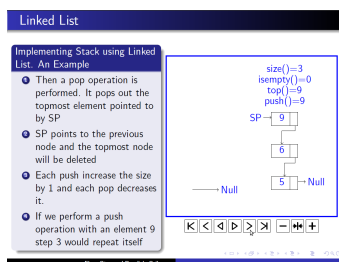 Linked List
Implementing Stack using Linked
List. An Example
1 Then a pop operation is
performed. It pops out the
topmost element pointed to
by SP
2 SP points to the previous
node and the topmost node
will be deleted
3 Each push increase the size
by 1 and each pop decreases
it.
4 If we perform a push
operation with an element 9
step 3 would repeat itself
size()=3
isempty()=0
top()=9
push()=9
SP
9
6
5
Null
Null